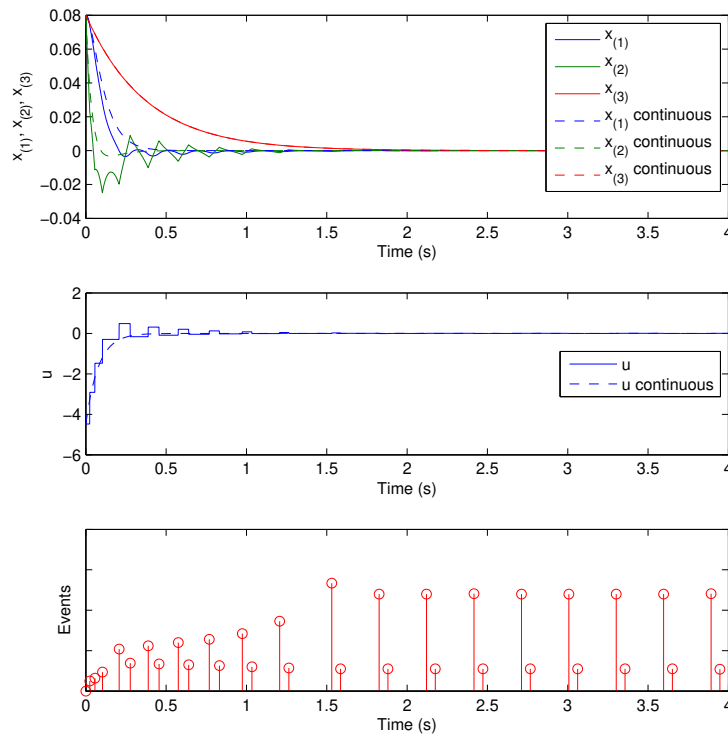 0.08
0.06
0.04
0.02
0
−0.02
−0.04
x(1), x(2), x(3)
0
0.5
1
1.5
2
2.5
3
3.5
4
Time (s)
x(1)
x(2)
x(3)
x(1) continuous
x(2) continuous
x(3) continuous
2
0
−2
−4
−6
u
0
0.5
1
1.5
2
2.5
3
3.5
4
Time (s)
u
u continuous
Events
0
0.5
1
1.5
2
2.5
3
3.5
4
Time (s)